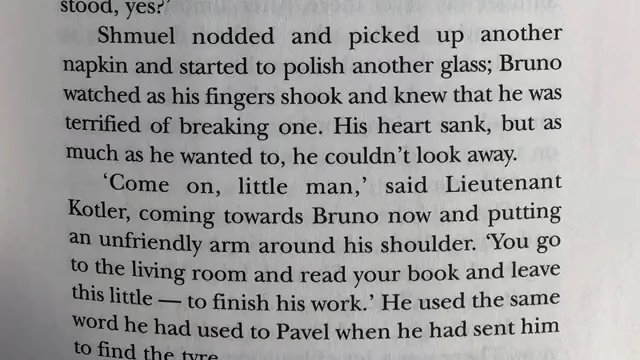 stood, yes?'
Shmuel nodded and picked up another
napkin and started to polish another glass; Bruno
watched as his fingers shook and knew that he was
terrified of breaking one. His heart sank, but as
much as he wanted to, he couldn't look away.
'Come on, little man,' said Lieutenant
Kotler, coming towards Bruno now and putting
an unfriendly arm around his shoulder. 'You go
to the living room and read your book and leave
this little — to finish his work.' He used the same
word he had used to Pavel when he had sent him
to find the tyre.